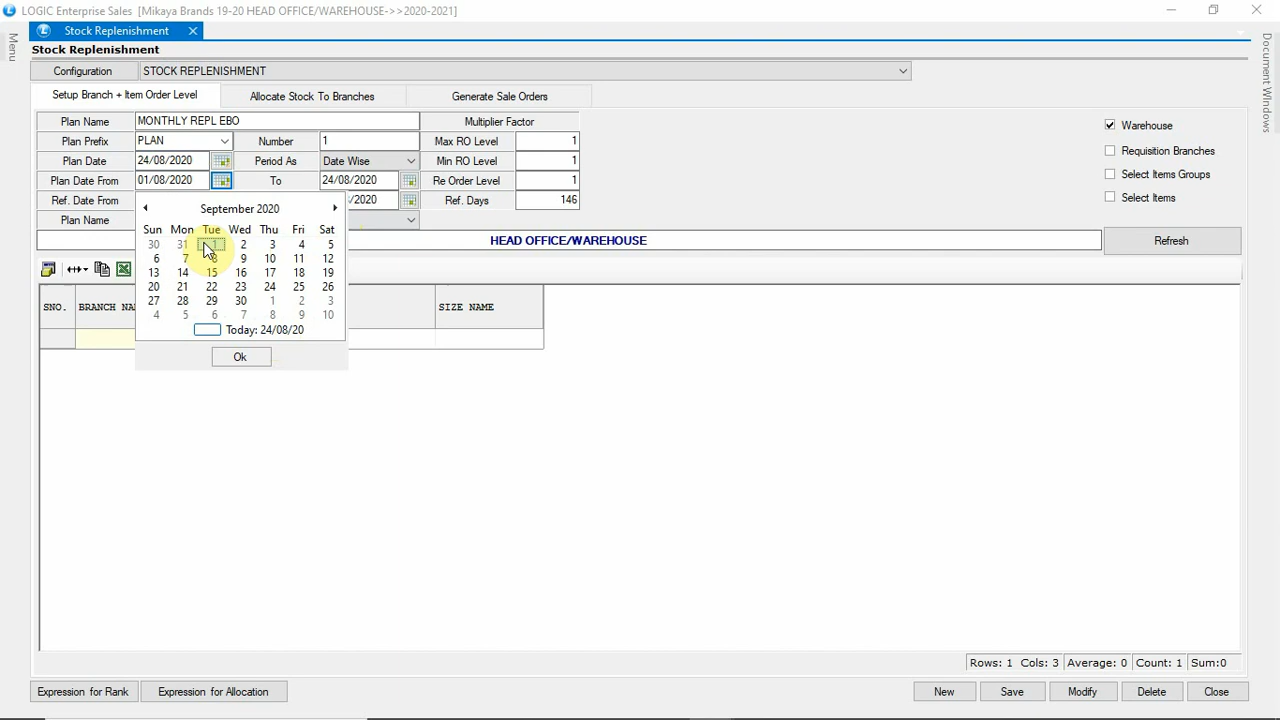 LOGIC Enterprise Sales [Mikaya Brands 19-20 HEAD OFFICE/WAREHOUSE->>2020-2021]
Menu
Stock Replenishment
Document Windows
Stock Replenishment
Configuration STOCK REPLENISHMENT
Setup Branch + Item Order Level Allocate Stock To Branches Generate Sale Orders
Plan Name MONTHLY REPL EBO Multiplier Factor
Warehouse
Plan Prefix PLAN Number 1 Max RO Level 1
Requisition Branches
Plan Date 24/08/2020 Period As Date Wise Min RO Level 1
Select Items Groups
Plan Date From 01/08/2020 To 24/08/2020 Re Order Level 1
Select Items
Ref. Date From /2020 Ref. Days 146
Plan Name
September 2020
Sun Mon Tue Wed Thu Fri Sat
30 31 1 2 3 4 5
6 7 8 9 10 11 12
13 14 15 16 17 18 19
20 21 22 23 24 25 26
27 28 29 30 1 2 3
4 5 6 7 8 9 10
Today: 24/08/20
Ok
HEAD OFFICE/WAREHOUSE Refresh
SNO. BRANCH NA SIZE NAME
Rows: 1 Cols: 3 Average: 0 Count: 1 Sum:0
Expression for Rank Expression for Allocation New Save Modify Delete Close